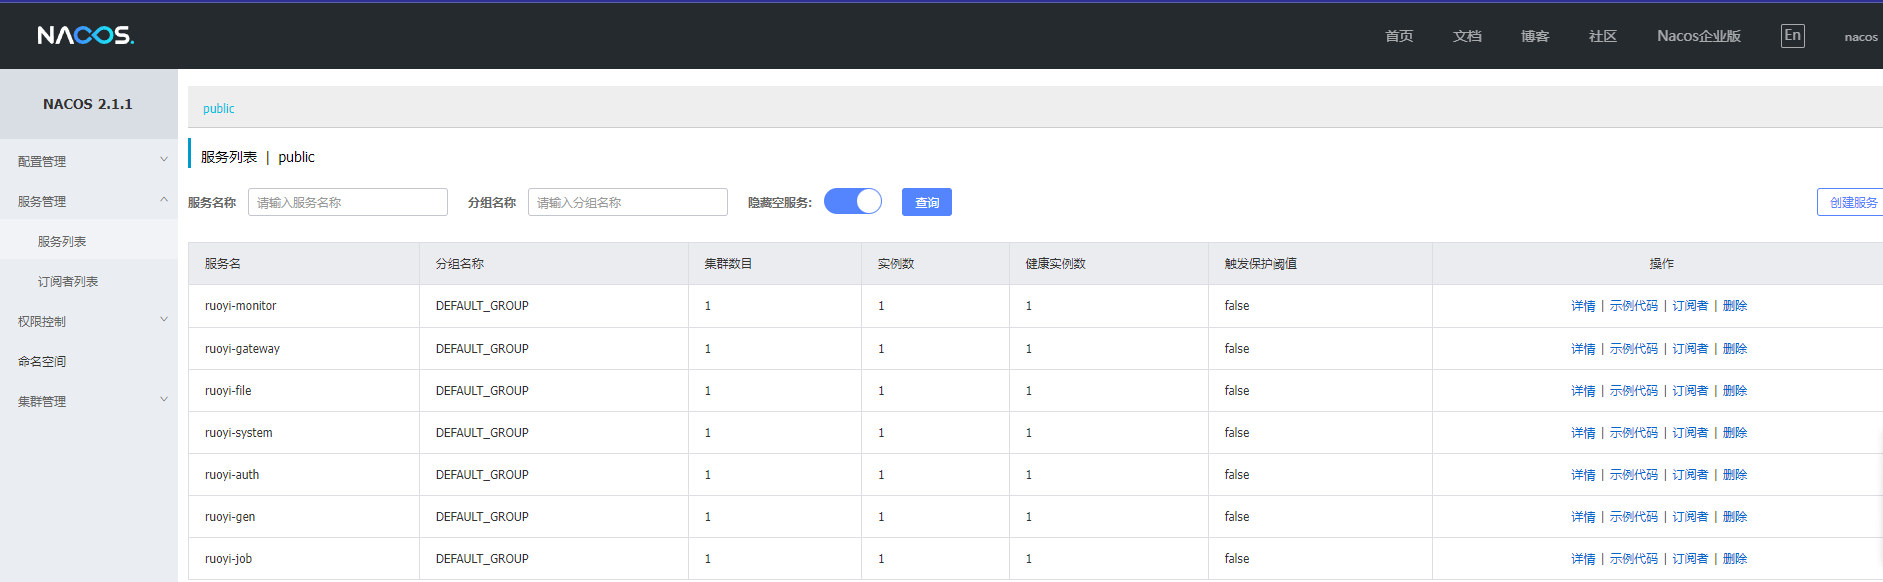 NACOS. 首页 文档 博客 社区 Nacos企业版 En nacos
NACOS 2.1.1
配置管理
服务管理
服务列表
订阅者列表
权限控制
命名空间
集群管理
public
服务列表 | public
服务名称 请输入服务名称 分组名称 请输入分组名称 隐藏空服务: 查询 创建服务
服务名 分组名称 集群数目 实例数 健康实例数 触发保护阈值 操作
ruoyi-monitor DEFAULT_GROUP 1 1 1 false 详情 | 示例代码 | 订阅者 | 删除
ruoyi-gateway DEFAULT_GROUP 1 1 1 false 详情 | 示例代码 | 订阅者 | 删除
ruoyi-file DEFAULT_GROUP 1 1 1 false 详情 | 示例代码 | 订阅者 | 删除
ruoyi-system DEFAULT_GROUP 1 1 1 false 详情 | 示例代码 | 订阅者 | 删除
ruoyi-auth DEFAULT_GROUP 1 1 1 false 详情 | 示例代码 | 订阅者 | 删除
ruoyi-gen DEFAULT_GROUP 1 1 1 false 详情 | 示例代码 | 订阅者 | 删除
ruoyi-job DEFAULT_GROUP 1 1 1 false 详情 | 示例代码 | 订阅者 | 删除